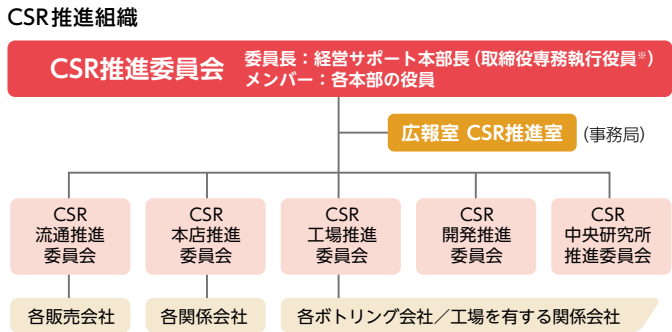 CSR推進組織
CSR推進委員会
委員長：経営サポート本部長（取締役専務執行役員※）
メンバー：各本部の役員
広報室 CSR推進室
（事務局）
CSR
流通推進
委員会
CSR
本店推進
委員会
CSR
工場推進
委員会
CSR
開発推進
委員会
CSR
中央研究所
推進委員会
各販売会社
各関係会社
各ボトリング会社／工場を有する関係会社